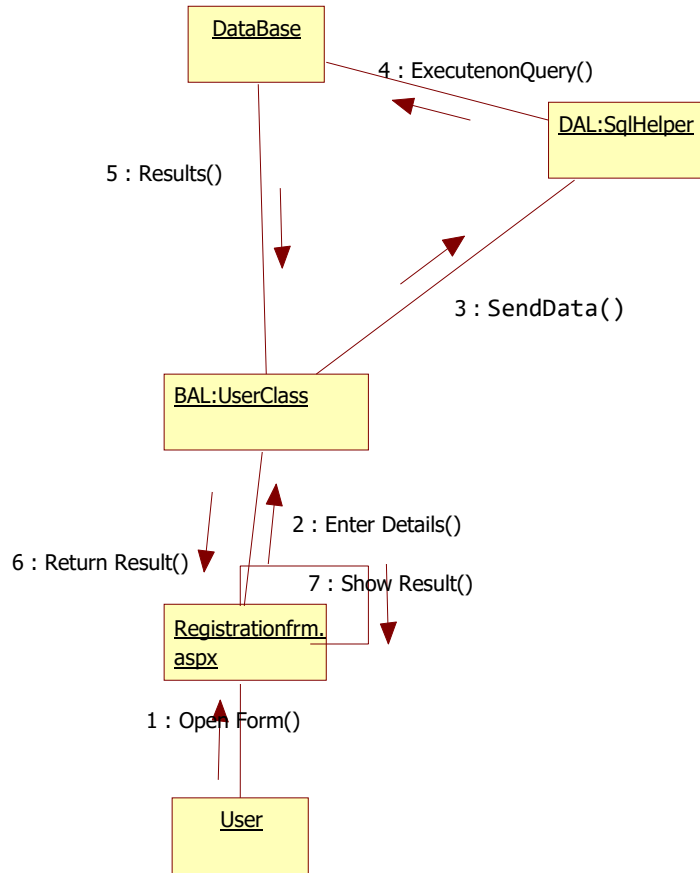 DataBase
4 : ExecutenonQuery()
DAL:SqlHelper
5 : Results()
3 : SendData()
BAL:UserClass
2 : Enter Details()
6 : Return Result()
7 : Show Result()
Registrationfrm.
aspx
1 : Open Form()
User